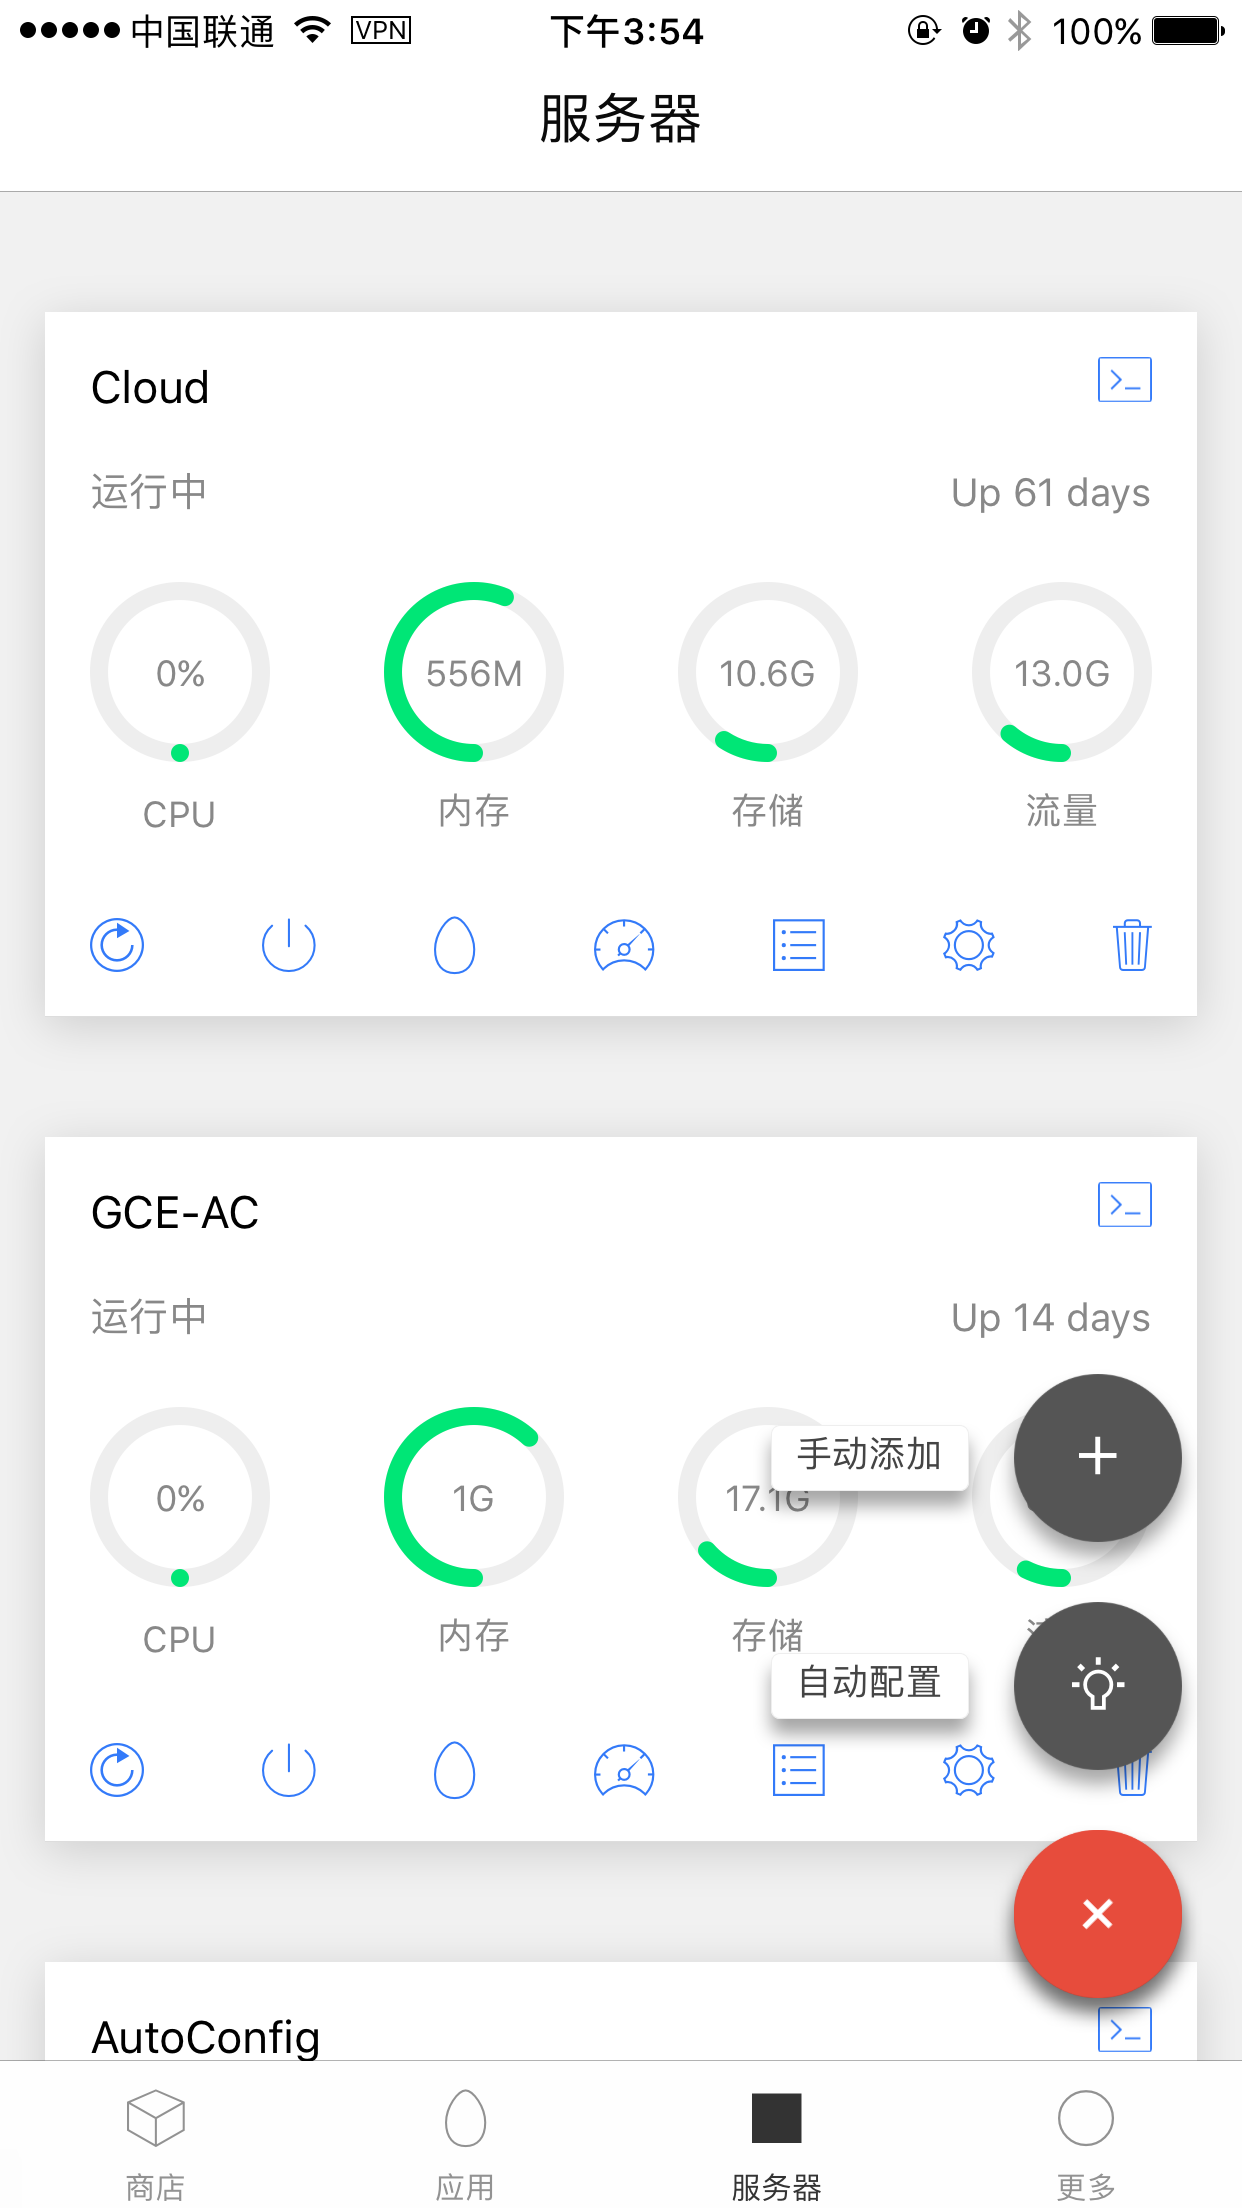 中国联通 VPN 下午3:54 100%
服务器
Cloud
运行中 Up 61 days
0% 556M 10.6G 13.0G
CPU 内存 存储 流量
GCE-AC
运行中 Up 14 days
手动添加
0% 1G 17.1G
CPU 内存 存储
自动配置
AutoConfig
商店 应用 服务器 更多